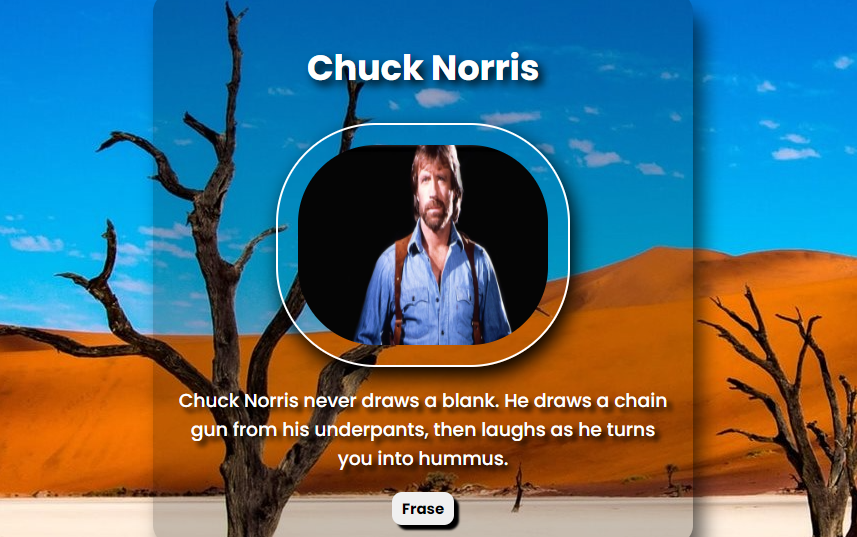 Chuck Norris
Chuck Norris never draws a blank. He draws a chain
gun from his underpants, then laughs as he turns
you into hummus.
Frase